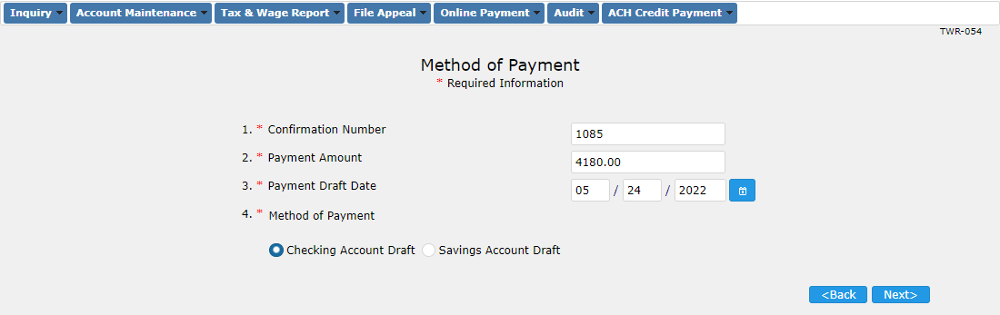 Inquiry Account Maintenance Tax & Wage Report File Appeal Online Payment Audit ACH Credit Payment
TWR-054
Method of Payment
* Required Information
1. * Confirmation Number 1085
2. * Payment Amount 4180.00
3. * Payment Draft Date 05 / 24 / 2022
4. * Method of Payment
Checking Account Draft Savings Account Draft
<Back Next>